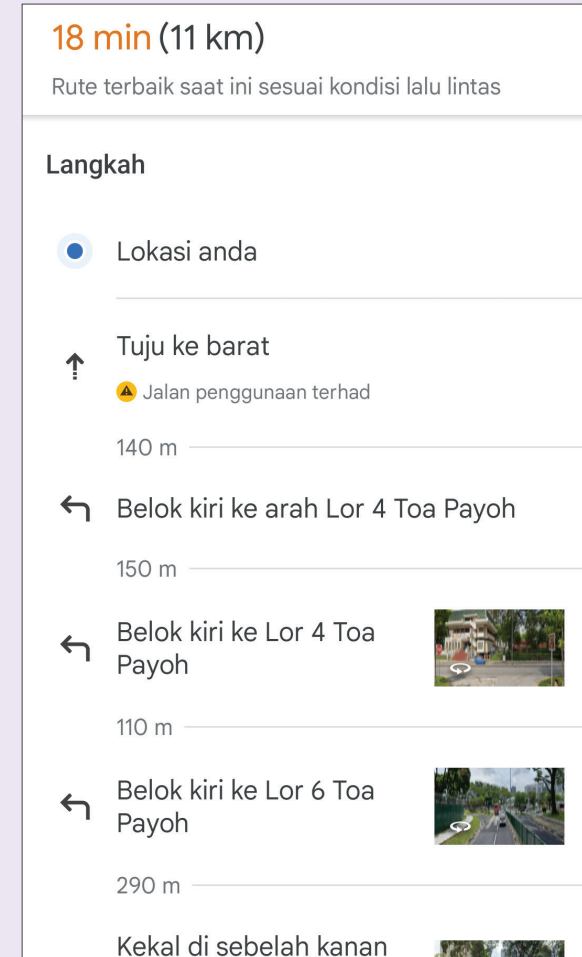 18 min (11 km)
Rute terbaik saat ini sesuai kondisi lalu lintas
Langkah
Lokasi anda
Tuju ke barat
Jalan penggunaan terhad
140 m
Belok kiri ke arah Lor 4 Toa Payoh
150 m
Belok kiri ke Lor 4 Toa
Payoh
110 m
Belok kiri ke Lor 6 Toa
Payoh
290 m
Kekal di sebelah kanan